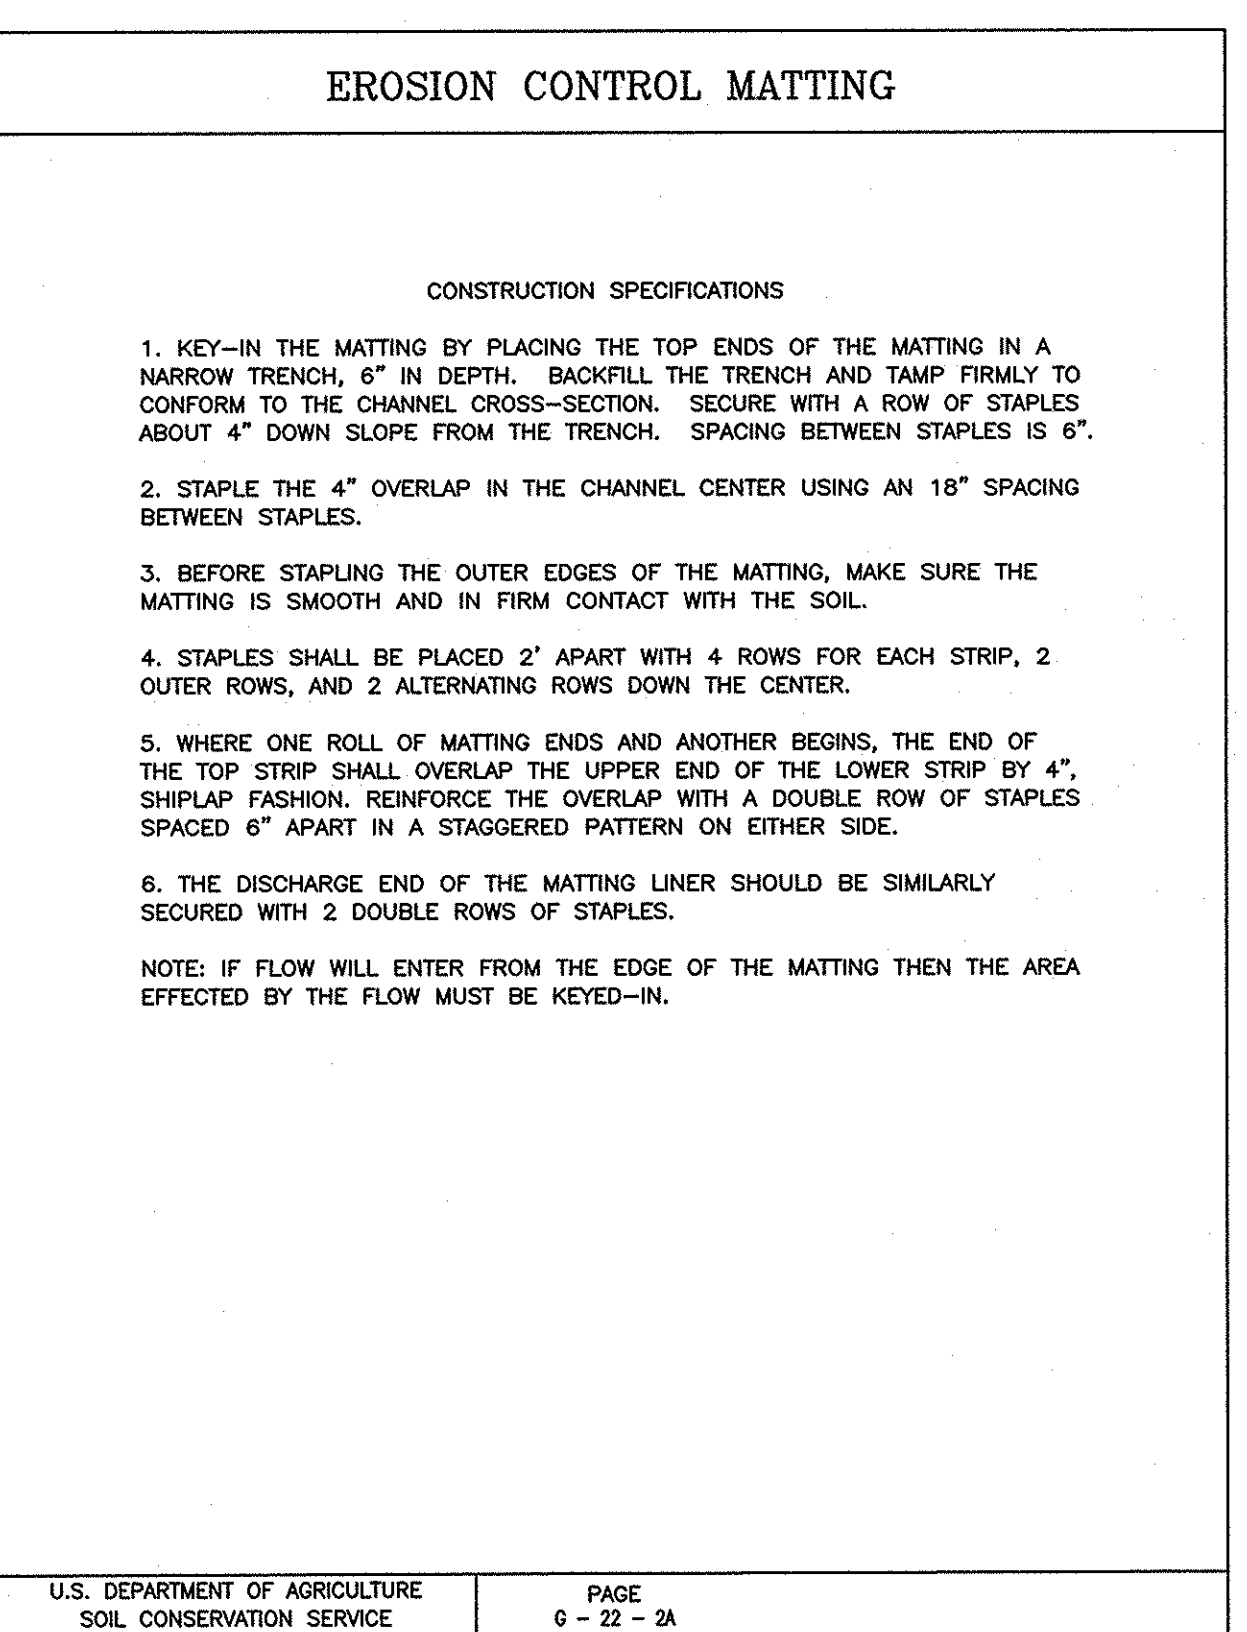 EROSION CONTROL MATTING
CONSTRUCTION SPECIFICATIONS
1. KEY-IN THE MATTING BY PLACING THE TOP ENDS OF THE MATTING IN A
NARROW TRENCH, 6" IN DEPTH. BACKFILL THE TRENCH AND TAMP FIRMLY TO
CONFORM TO THE CHANNEL CROSS-SECTION. SECURE WITH A ROW OF STAPLES
ABOUT 4" DOWN SLOPE FROM THE TRENCH. SPACING BETWEEN STAPLES IS 6".
2. STAPLE THE 4" OVERLAP IN THE CHANNEL CENTER USING AN 18" SPACING
BETWEEN STAPLES.
3. BEFORE STAPLING THE OUTER EDGES OF THE MATTING, MAKE SURE THE
MATTING IS SMOOTH AND IN FIRM CONTACT WITH THE SOIL.
4. STAPLES SHALL BE PLACED 2' APART WITH 4 ROWS FOR EACH STRIP, 2
OUTER ROWS, AND 2 ALTERNATING ROWS DOWN THE CENTER.
5. WHERE ONE ROLL OF MATTING ENDS AND ANOTHER BEGINS, THE END OF
THE TOP STRIP SHALL OVERLAP THE UPPER END OF THE LOWER STRIP BY 4",
SHIPLAP FASHION. REINFORCE THE OVERLAP WITH A DOUBLE ROW OF STAPLES
SPACED 6" APART IN A STAGGERED PATTERN ON EITHER SIDE.
6. THE DISCHARGE END OF THE MATTING LINER SHOULD BE SIMILARLY
SECURED WITH 2 DOUBLE ROWS OF STAPLES.
NOTE: IF FLOW WILL ENTER FROM THE EDGE OF THE MATTING THEN THE AREA
EFFECTED BY THE FLOW MUST BE KEYED-IN.
U.S. DEPARTMENT OF AGRICULTURE
SOIL CONSERVATION SERVICE
PAGE
G - 22 - 2A